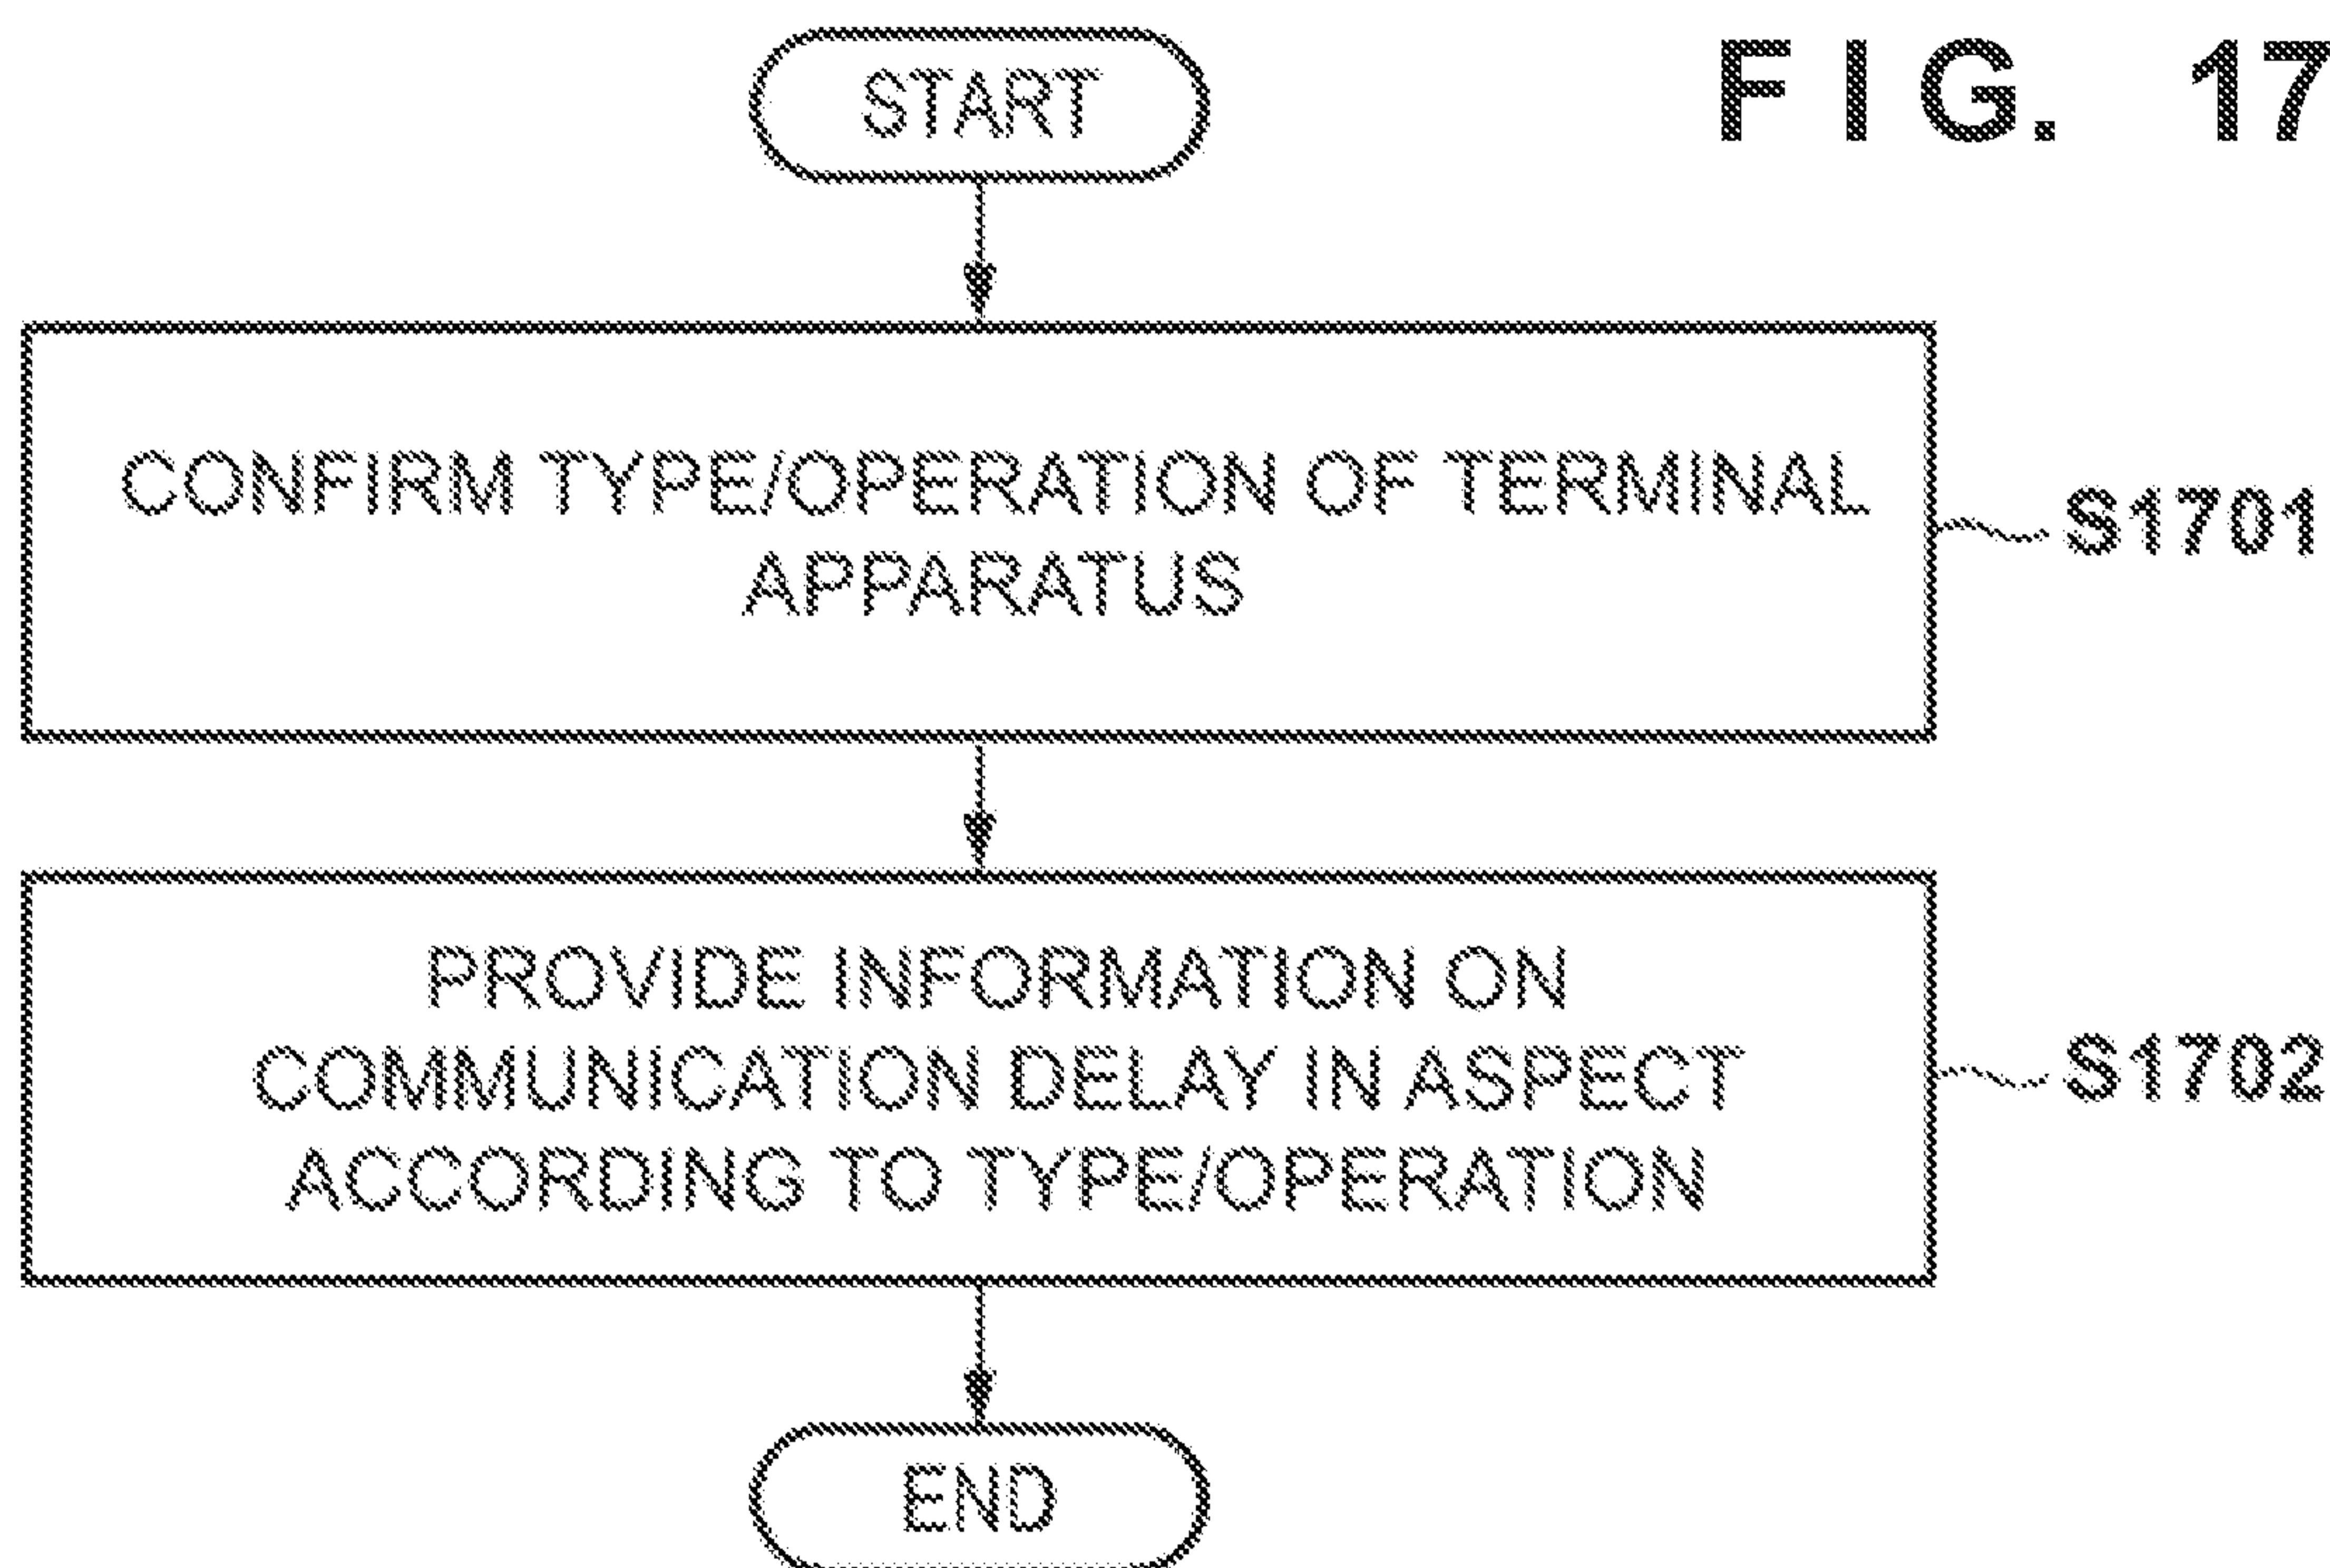 FIG. 17
START
CONFIRM TYPE/OPERATION OF TERMINAL
APPARATUS
S1701
PROVIDE INFORMATION ON
COMMUNICATION DELAY IN ASPECT
ACCORDING TO TYPE/OPERATION
S1702
END